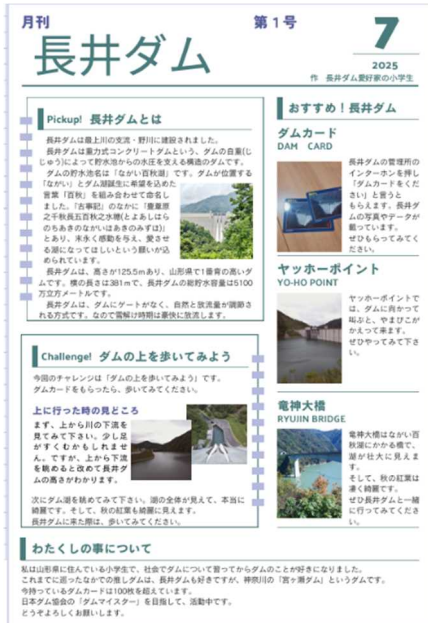 月刊
第1号
7
2025
長井ダム
作 長井ダム愛好家の小学生
Pickup! 長井ダムとは
長井ダムは最上川の支流・野川に建設されました。
長井ダムは重力式コンクリートダムという、ダムの自重(じ
じゅう)によって貯水池からの水圧を支える構造のダムです。
ダムの貯水池名は「ながい百秋湖」です。ダムが位置する
「ながい」とダム湖誕生に希望を込めた
言葉「百秋」を組み合わせて命名し
ました。「古事記」のなかに「豊葦原
之千秋長五百秋之水穂(とよあしはら
のちあきのながいほあきのみずほ)」
とあり、末永く感動を与え、愛させ
る湖になってほしいという願いが込
められています。
長井ダムは、高さが125.5mあり、山形県で1番背の高いダ
ムです。横の長さは381mで、長井ダムの総貯水容量は5100
万立方メートルです。
長井ダムは、ダムにゲートがなく、自然と放流量が調節さ
れる方式です。なので雪解け時期は豪快に放流します。
Challenge! ダムの上を歩いてみよう
今回のチャレンジは「ダムの上を歩いてみよう」です。
ダムカードをもらったら、歩いてみてください。
上に行った時の見どころ
まず、上から川の下流を
見てみて下さい。少し足
がすくむかもしれませ
ん。ですが、上から下流
を眺めると改めて長井ダ
ムの高さがわかります。
次にダム湖を眺めてみて下さい。湖の全体が見えて、本当に
綺麗です。そして、秋の紅葉も綺麗に見えます。
長井ダムに来た際は、歩いてみてください。
おすすめ！長井ダム
ダムカード
DAM CARD
長井ダムの管理所の
インターホンを押し
「ダムカードをくだ
さい」と言うと
もらえます。長井ダ
ムの写真やデータが
載っています。
ぜひもらってみてく
ださい。
ヤッホーポイント
YO-HO POINT
ヤッホーポイントで
は、ダムに向かって
叫ぶと、やまびこが
かえって来ます。
ぜひやってみて下さ
い。
竜神大橋
RYUJIN BRIDGE
竜神大橋はながい百
秋湖にかかる橋で、
湖が壮大に見えま
す。
そして、秋の紅葉は
凄く綺麗です。
ぜひ長井ダムと一緒
に行ってみてくださ
い。
わたくしの事について
私は山形県に住んでいる小学生で、社会でダムについて習ってからダムのことが好きになりました。
これまでに巡ったなかでの推しダムは、長井ダムも好きですが、神奈川の「宮ヶ瀬ダム」というダムです。
今持っているダムカードは100枚を超えています。
日本ダム協会の「ダムマイスター」を目指して、活動中です。
どうぞよろしくお願いします。